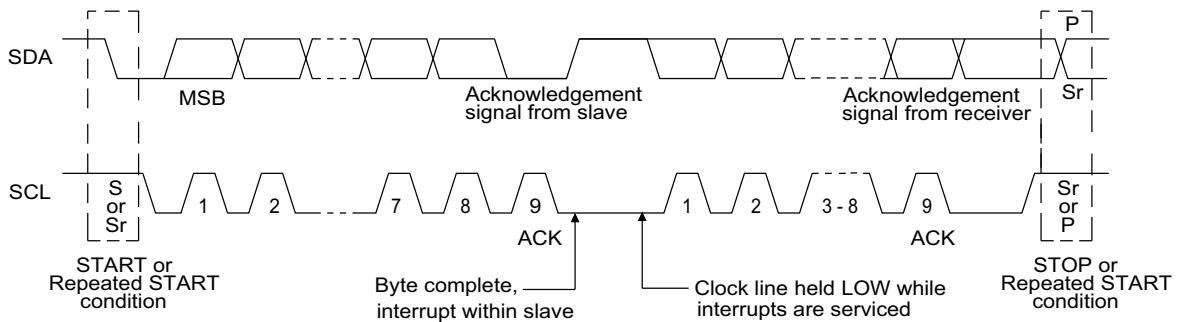 P
SDA
MSB
Acknowledgement
signal from slave
Acknowledgement
signal from receiver
Sr
SCL
S
or
Sr
1
2
7
8
9
1
2
3 - 8
9
Sr
or
P
ACK
ACK
START or
Repeated START
condition
Byte complete,
interrupt within slave
Clock line held LOW while
interrupts are serviced
STOP or
Repeated START
condition